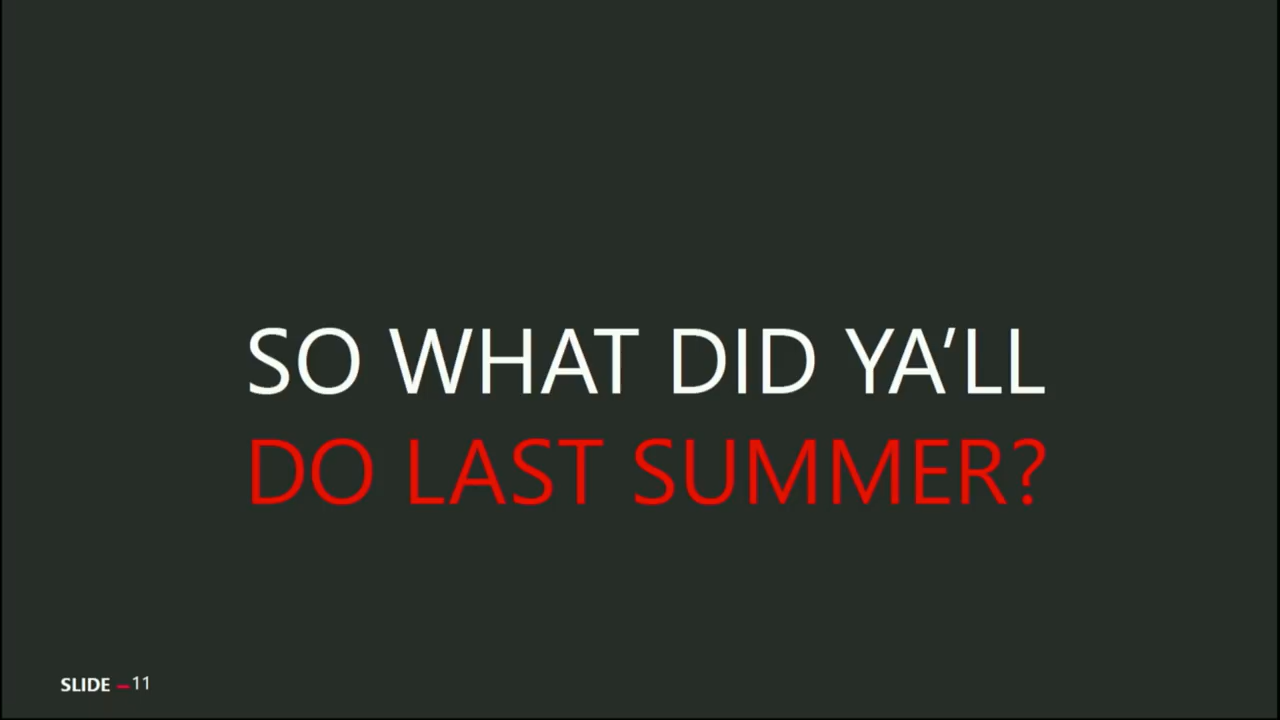 SO WHAT DID YA’LL
DO LAST SUMMER?
SLIDE –11